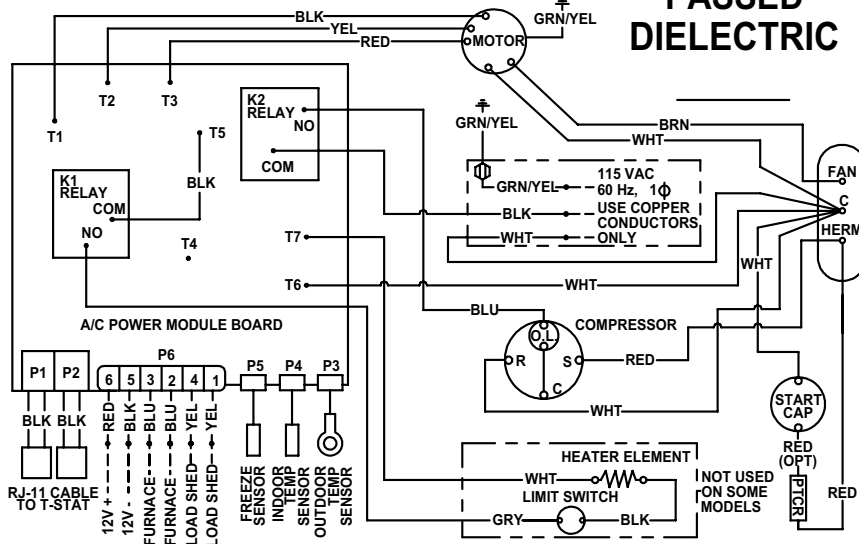 PASSED
DIELECTRIC
GRN/YEL
BLK
YEL
RED
MOTOR
T1
T2
T3
K2
RELAY
NO
COM
T5
BLK
K1
RELAY
COM
NO
T4
T7
T6
A/C POWER MODULE BOARD
GRN/YEL
BRN
WHT
115 VAC
60 Hz, 1ϕ
GRN/YEL
USE COPPER
CONDUCTORS
ONLY
BLK
WHT
FAN
C
HERM
WHT
WHT
BLU
COMPRESSOR
O.L.
R
S
C
RED
WHT
START
CAP
RED
(OPT)
PTCR
RED
P1
P2
P6
6
5
3
2
4
1
P5
P4
P3
BLK
BLK
BLK
BLK
RJ-11 CABLE
TO T-STAT
12V + RED
12V - BLK
FURNACE BLU
FURNACE BLU
LOAD SHED YEL
LOAD SHED YEL
FREEZE
SENSOR
INDOOR
TEMP
SENSOR
OUTDOOR
TEMP
SENSOR
HEATER ELEMENT
WHT
LIMIT SWITCH
GRY
BLK
NOT USED
ON SOME
MODELS